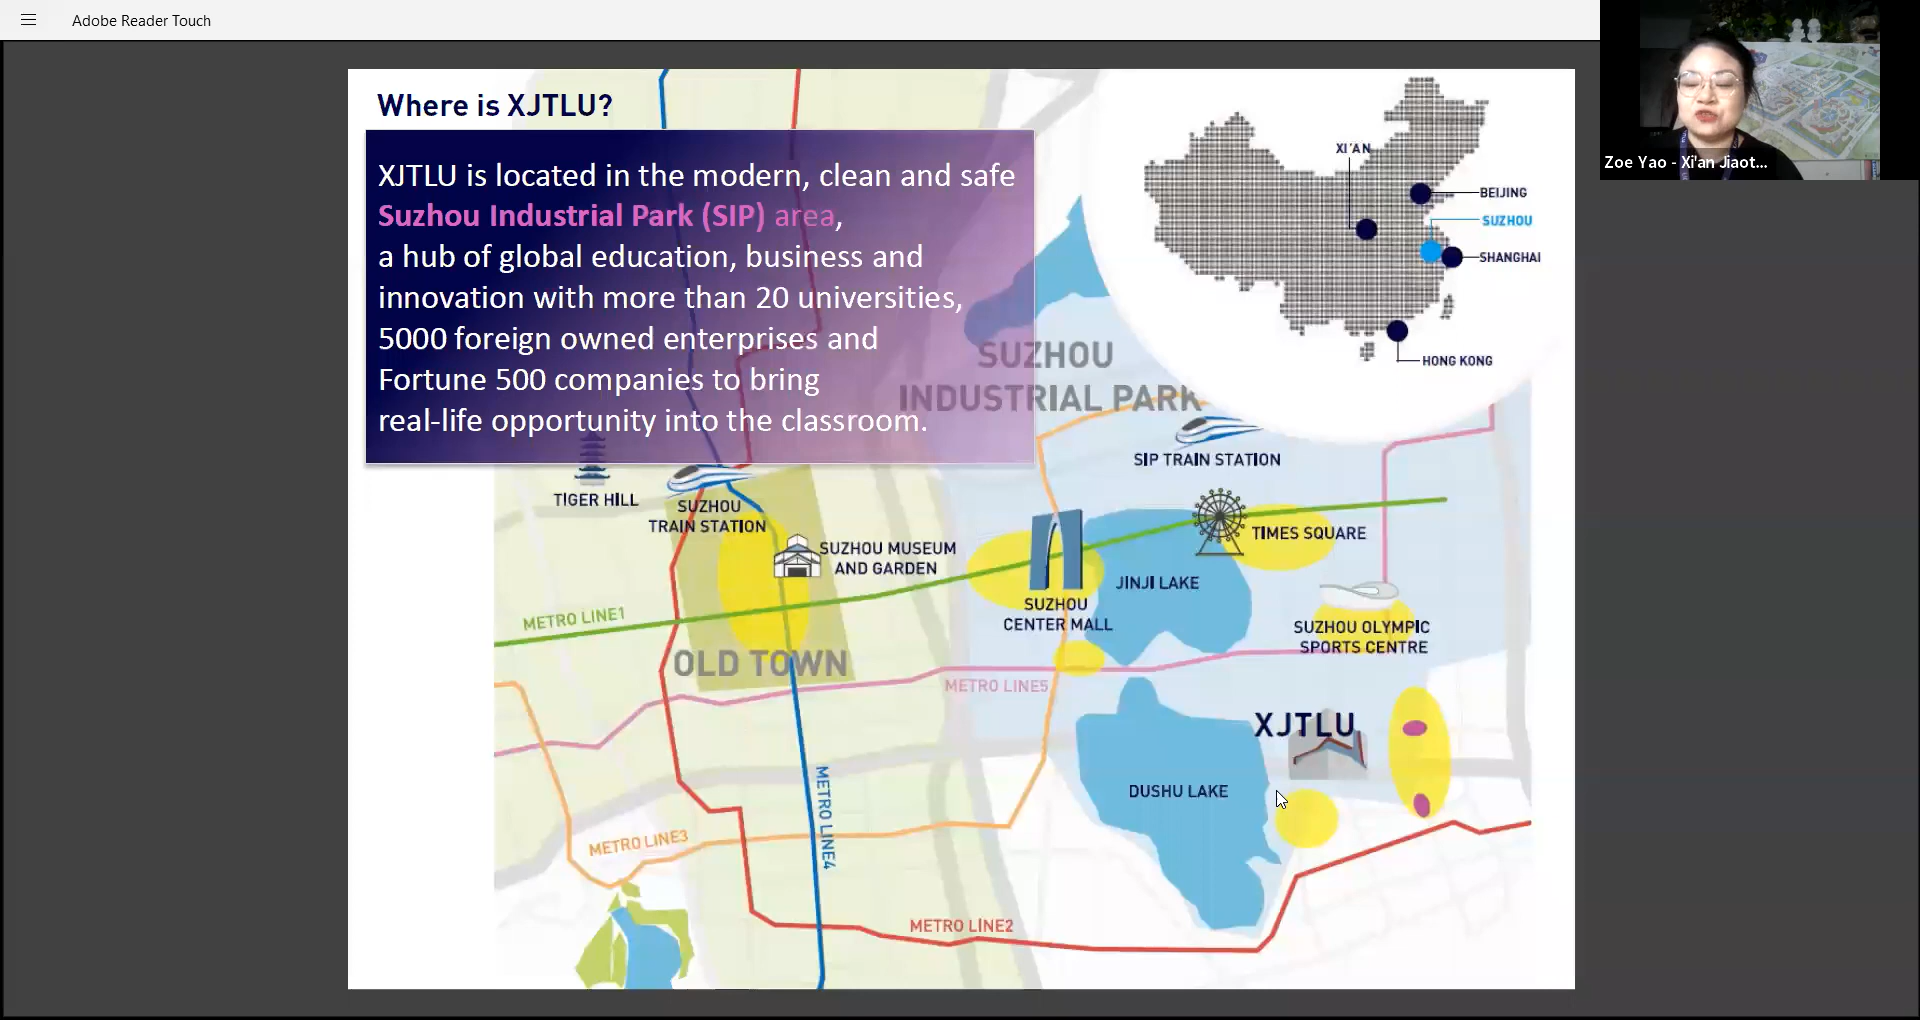 Adobe Reader Touch
Zoe Yao - Xi'an Jiaot...
Where is XJTLU?
XJTLU is located in the modern, clean and safe
Suzhou Industrial Park (SIP) area,
a hub of global education, business and
innovation with more than 20 universities,
5000 foreign owned enterprises and
Fortune 500 companies to bring
real-life opportunity into the classroom.
XI'AN
BEIJING
SUZHOU
SHANGHAI
HONG KONG
SUZHOU
INDUSTRIAL PARK
SIP TRAIN STATION
TIGER HILL
SUZHOU
TRAIN STATION
SUZHOU MUSEUM
AND GARDEN
TIMES SQUARE
JINJI LAKE
SUZHOU
CENTER MALL
METRO LINE1
SUZHOU OLYMPIC
SPORTS CENTRE
OLD TOWN
METRO LINE5
XJTLU
DUSHU LAKE
METRO LINE4
METRO LINE3
METRO LINE2